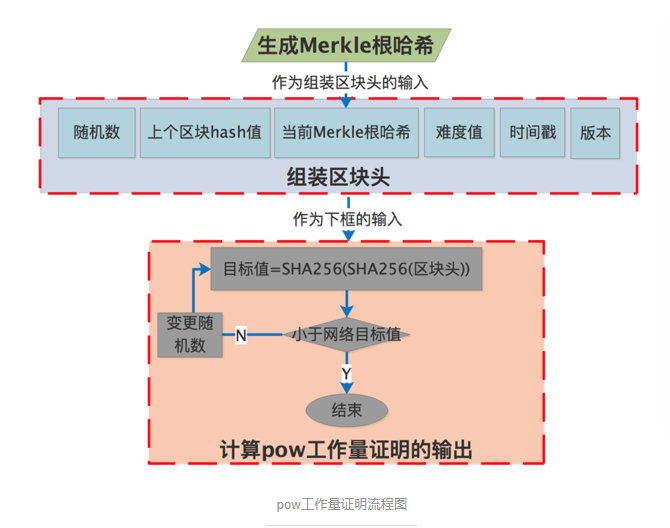 生成Merkle根哈希
作为组装区块头的输入
随机数
上个区块hash值
当前Merkle根哈希
难度值
时间戳
版本
组装区块头
作为下框的输入
目标值=SHA256(SHA256(区块头))
变更随
机数
N
小于网络目标值
Y
结束
计算pow工作量证明的输出
pow工作量证明流程图